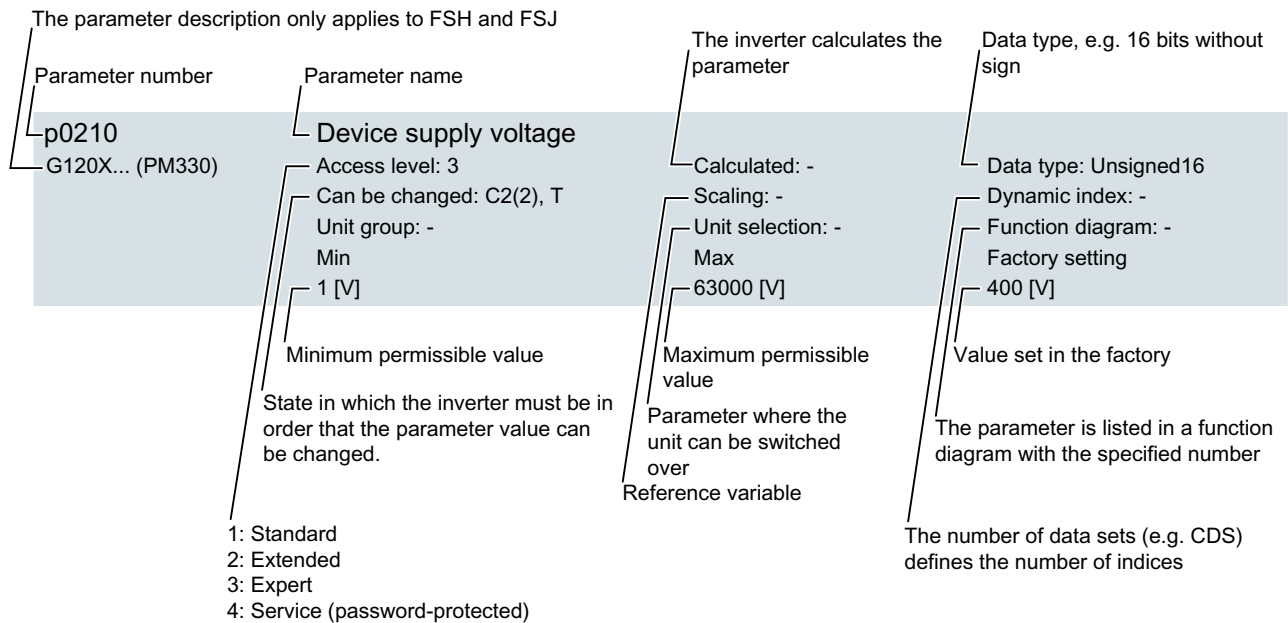 The parameter description only applies to FSH and FSJ
The inverter calculates the
parameter
Data type, e.g. 16 bits without
sign
Parameter number
Parameter name
p0210
Device supply voltage
G120X... (PM330)
Access level: 3
Calculated: -
Data type: Unsigned16
Can be changed: C2(2), T
Scaling: -
Dynamic index: -
Unit group: -
Unit selection: -
Function diagram: -
Min
Max
Factory setting
1 [V]
63000 [V]
400 [V]
Minimum permissible value
Maximum permissible
value
Value set in the factory
State in which the inverter must be in
order that the parameter value can
be changed.
Parameter where the
unit can be switched
over
The parameter is listed in a function
diagram with the specified number
Reference variable
1: Standard
2: Extended
3: Expert
4: Service (password-protected)
The number of data sets (e.g. CDS)
defines the number of indices